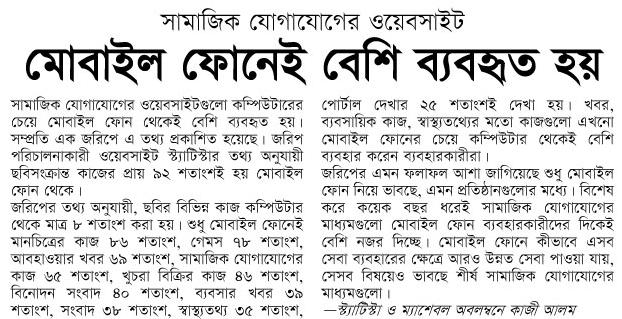 সামাজিক যোগাযোগের ওয়েবসাইট
মোবাইল ফোনেই বেশি ব্যবহৃত হয়
সামাজিক যোগাযোগের ওয়েবসাইটগুলো কম্পিউটারের
চেয়ে মোবাইল ফোন থেকেই বেশি ব্যবহৃত হয়।
সম্প্রতি এক জরিপে এ তথ্য প্রকাশিত হয়েছে। জরিপ
পরিচালনাকারী ওয়েবসাইট স্ট্যাটিস্টার তথ্য অনুযায়ী
ছবিসংক্রান্ত কাজের প্রায় ৯২ শতাংশই হয় মোবাইল
ফোন থেকে।
জরিপের তথ্য অনুযায়ী, ছবির বিভিন্ন কাজ কম্পিউটার
থেকে মাত্র ৮ শতাংশ করা হয়। শুধু মোবাইল ফোনেই
মানচিত্রের কাজ ৮৬ শতাংশ, গেমস ৭৮ শতাংশ,
আবহাওয়ার খবর ৬৯ শতাংশ, সামাজিক যোগাযোগের
কাজ ৬৫ শতাংশ, খুচরা বিক্রির কাজ ৪৬ শতাংশ,
বিনোদন সংবাদ ৪০ শতাংশ, ব্যবসার খবর ৩৯
শতাংশ, সংবাদ ৩৮ শতাংশ, স্বাস্থ্যতথ্য ৩৫ শতাংশ,
পোর্টাল দেখার ২৫ শতাংশই দেখা হয়। খবর,
ব্যবসায়িক কাজ, স্বাস্থ্যতথ্যের মতো কাজগুলো এখনো
মোবাইল ফোনের চেয়ে কম্পিউটার থেকেই বেশি
ব্যবহার করেন ব্যবহারকারীরা।
জরিপের এমন ফলাফল আশা জাগিয়েছে শুধু মোবাইল
ফোন নিয়ে ভাবছে, এমন প্রতিষ্ঠানগুলোর মধ্যে। বিশেষ
করে কয়েক বছর ধরেই সামাজিক যোগাযোগের
মাধ্যমগুলো মোবাইল ফোন ব্যবহারকারীদের দিকেই
বেশি নজর দিচ্ছে। মোবাইল ফোনে কীভাবে এসব
সেবা ব্যবহারের ক্ষেত্রে আরও উন্নত সেবা পাওয়া যায়,
সেসব বিষয়েও ভাবছে শীর্ষ সামাজিক যোগাযোগের
মাধ্যমগুলো।
—স্ট্যাটিস্টা ও ম্যাশেবল অবলম্বনে কাজী আলম